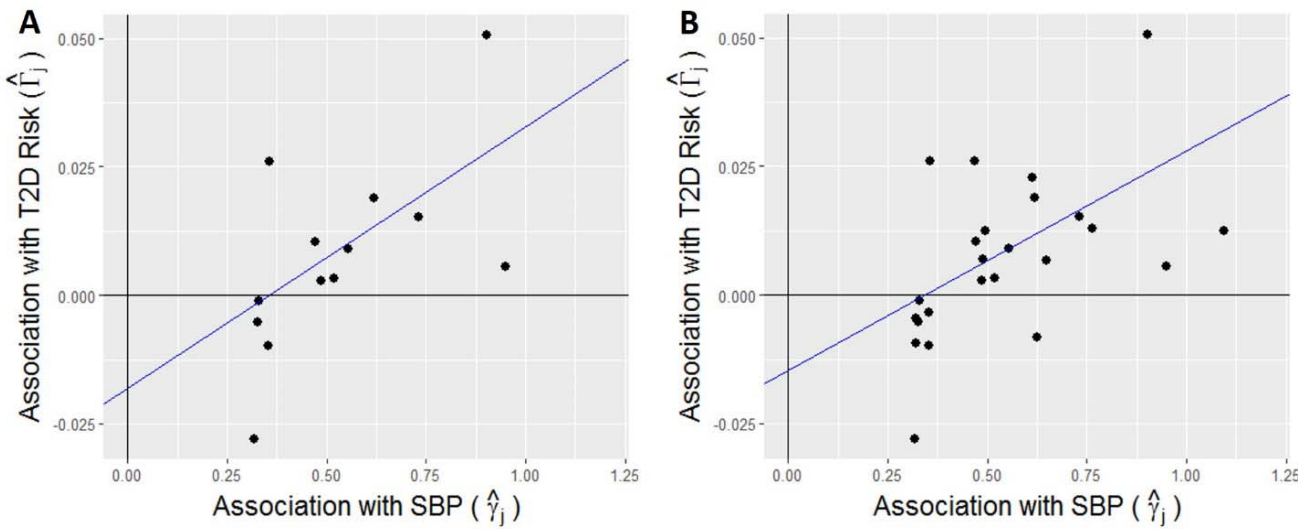 A
Association with T2D Risk (Γ̂j)
0.050
0.025
0.000
-0.025
0.00 0.25 0.50 0.75 1.00 1.25
Association with SBP ( γ̂j )
B
Association with T2D Risk (Γ̂j)
0.050
0.025
0.000
-0.025
0.00 0.25 0.50 0.75 1.00 1.25
Association with SBP ( γ̂j )